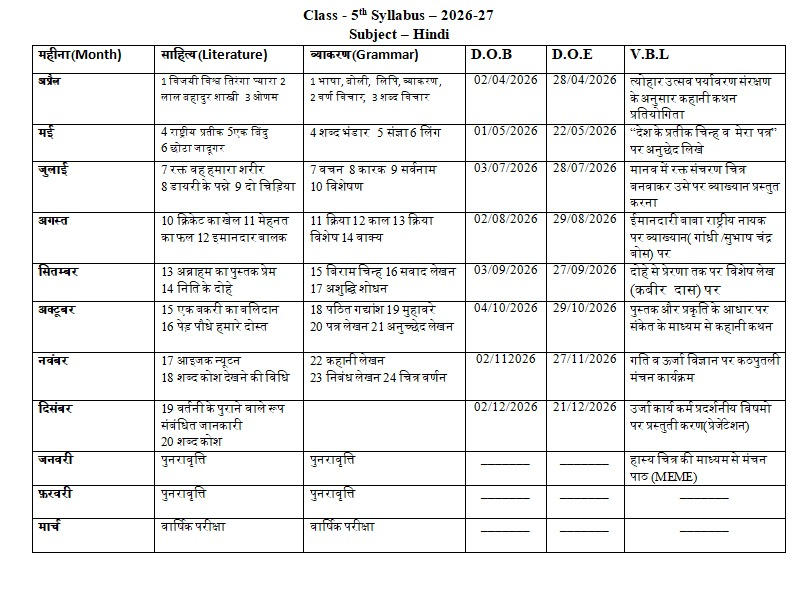 Class - 5th Syllabus – 2026-27
Subject – Hindi
महीना(Month) साहित्य(Literature) व्याकरण(Grammar) D.O.B D.O.E V.B.L
अप्रैल 1 विजयी विश्व तिरंगा प्यारा 2 1 भाषा, बोली, लिपि, व्याकरण, 02/04/2026 28/04/2026 त्योहार उत्सव पर्यावरण संरक्षण
लाल बहादुर शास्त्री 3 ओणम 2 वर्ण विचार, 3 शब्द विचार के अनुसार कहानी कथन
प्रतियोगिता
मई 4 राष्ट्रीय प्रतीक 5एक बिंदु 4 शब्द भंडार 5 संज्ञा 6 लिंग 01/05/2026 22/05/2026 “देश के प्रतीक चिन्ह व मेरा पत्र”
6 छोटा जादूगर पर अनुछेद लिखे
जुलाई 7 रक्त वह हमारा शरीर 7 वचन 8 कारक 9 सर्वनाम 03/07/2026 28/07/2026 मानव में रक्त संचरण चित्र
8 डायरी के पन्ने 9 दो चिड़िया 10 विशेषण बनवाकर उसे पर व्याख्यान प्रस्तुत
करना
अगस्त 10 क्रिकेट का खेल 11 मेहनत 11 क्रिया 12 काल 13 क्रिया 02/08/2026 29/08/2026 ईमानदारी बाबा राष्ट्रीय नायक
का फल 12 इमानदार बालक विशेष 14 वाक्य पर व्याख्यान( गांधी /सुभाष चंद्र
बोस) पर
सितम्बर 13 अब्राहम का पुस्तक प्रेम 15 विराम चिन्ह 16 सवाद लेखन 03/09/2026 27/09/2026 दोहे से प्रेरणा तक पर विशेष लेख
14 निति के दोहे 17 अशुद्धि शोधन (कबीर दास) पर
अक्टूबर 15 एक बकरी का बलिदान 18 पठित गद्यांश 19 मुहावरे 04/10/2026 29/10/2026 पुस्तक और प्रकृति के आधार पर
16 पेड़ पौधे हमारे दोस्त 20 पत्र लेखन 21 अनुच्छेद लेखन संकेत के माध्यम से कहानी कथन
नवंबर 17 आइजक न्यूटन 22 कहानी लेखन 02/112026 27/11/2026 गति व ऊर्जा विज्ञान पर कठपुतली
18 शब्द कोश देखने की विधि 23 निबंध लेखन 24 चित्र वर्णन मंचन कार्यक्रम
दिसंबर 19 वर्तनी के पुराने वाले रूप 02/12/2026 21/12/2026 उर्जा कार्य कर्म प्रदर्शनीय विषमो
संबंधित जानकारी पर प्रस्तुती करण(प्रेजेंटेशन)
20 शब्द कोश
जनवरी पुनरावृत्ति पुनरावृत्ति _______ _______ हास्य चित्र की माध्यम से मंचन
पाठ (MEME)
फ़रवरी पुनरावृत्ति पुनरावृत्ति _______ _______ _______
मार्च वार्षिक परीक्षा वार्षिक परीक्षा _______ _______ _______